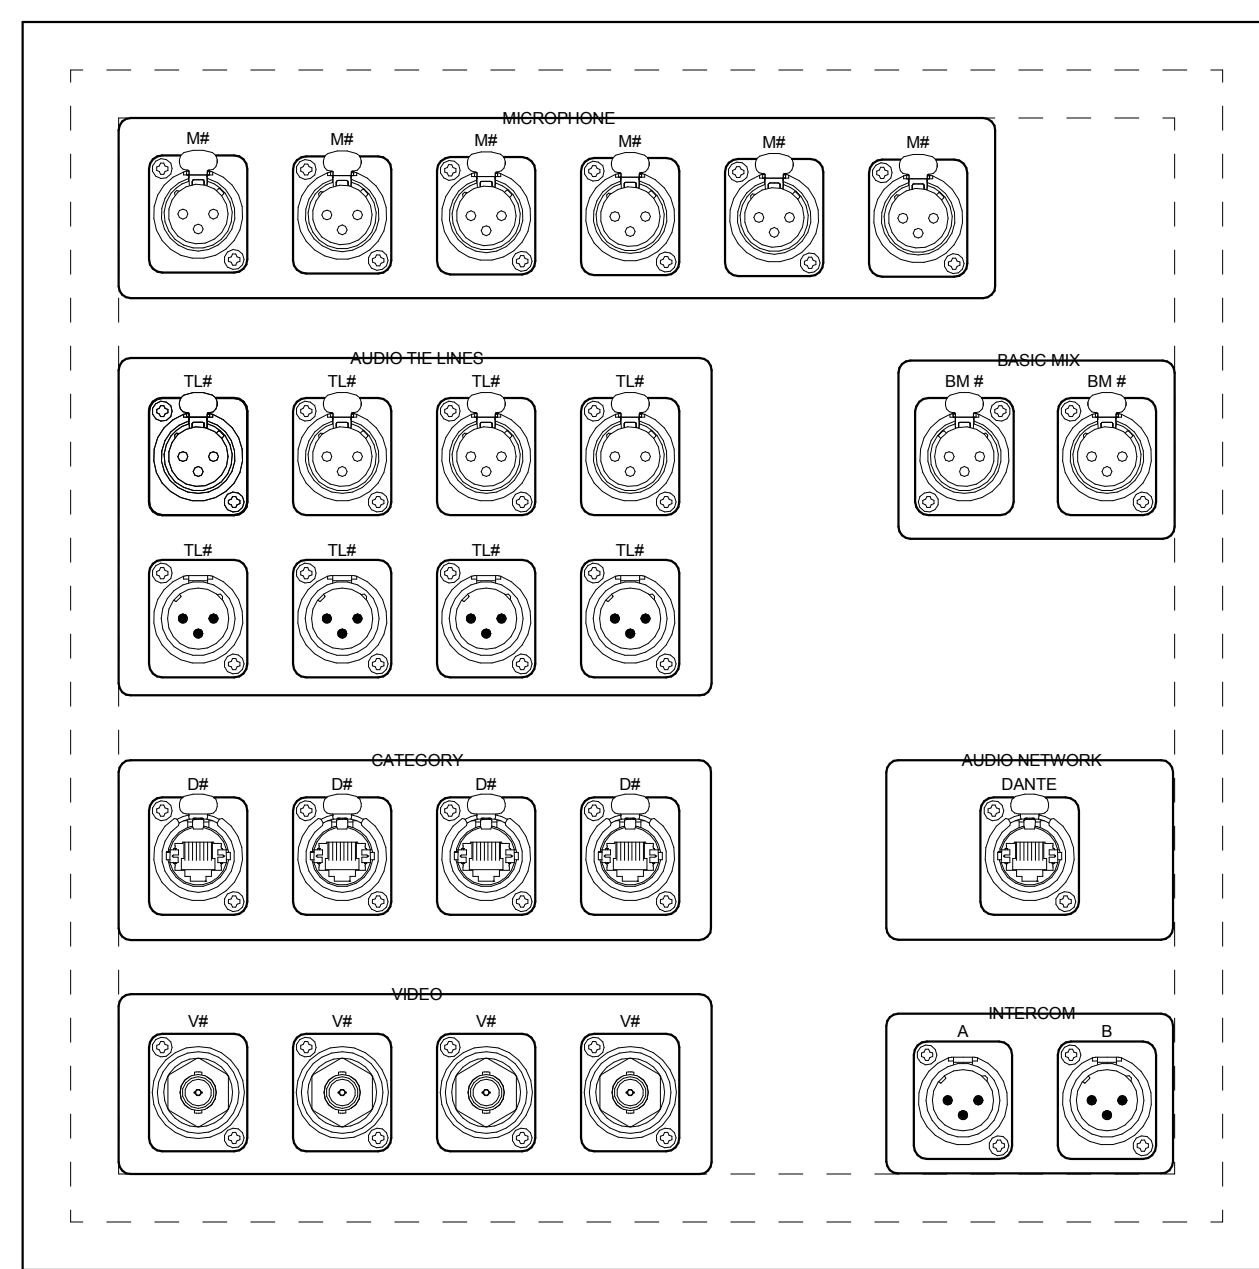 MICROPHONE
M# M# M# M# M# M#
AUDIO TIE LINES
TL# TL# TL# TL#
TL# TL# TL# TL#
BASIC MIX
BM # BM #
CATEGORY
D# D# D# D#
AUDIO NETWORK
DANTE
VIDEO
V# V# V# V#
INTERCOM
A B